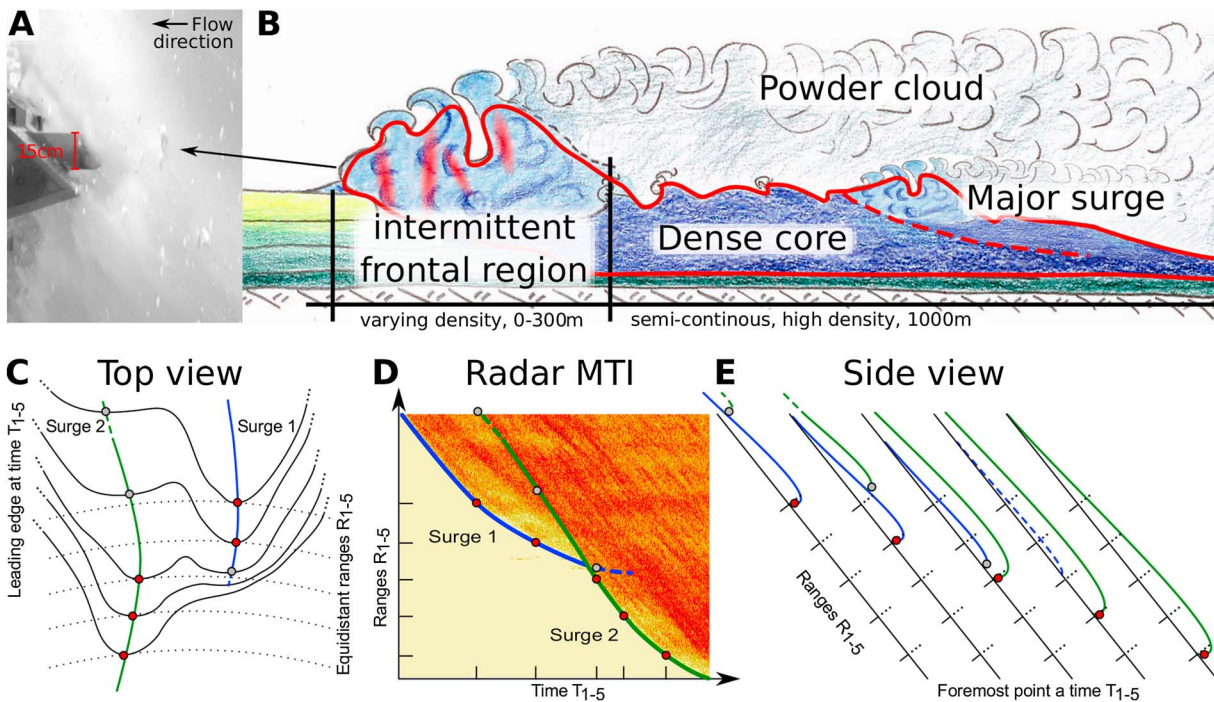 A
Flow
direction
15cm
B
Powder cloud
Major surge
intermittent
frontal region
Dense core
varying density, 0-300m
semi-continous, high density, 1000m
C
Top view
Leading edge at time T1-5
Surge 2
Surge 1
Equidistant ranges R1-5
D
Radar MTI
Ranges R1-5
Surge 1
Surge 2
Time T1-5
E
Side view
Ranges R1-5
Foremost point a time T1-5